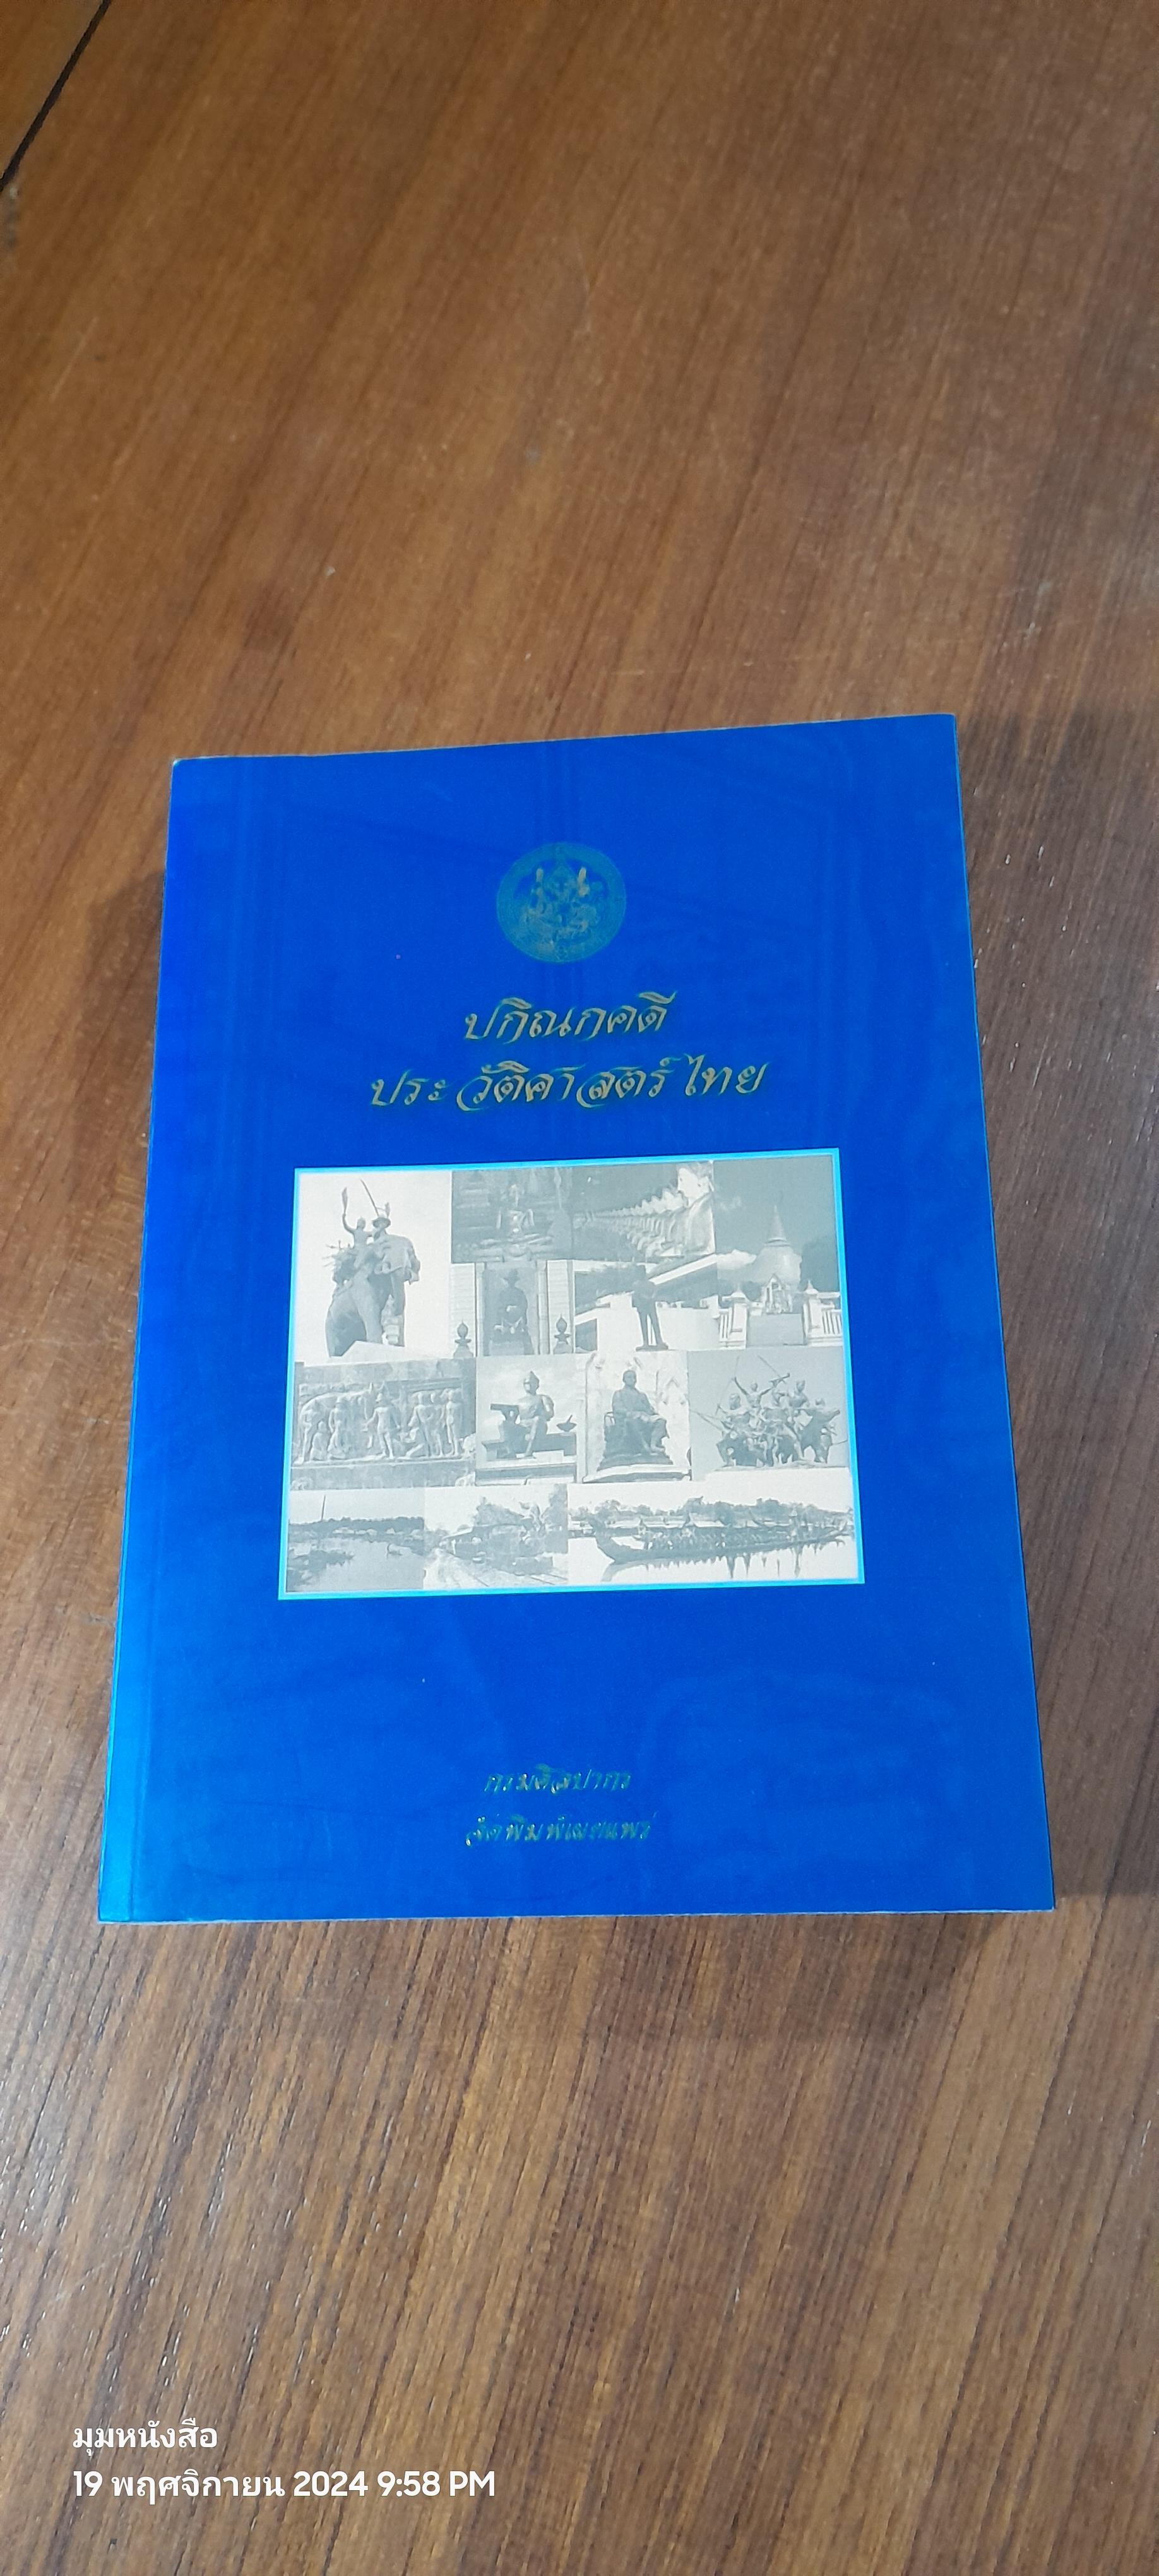 ปกิณกคดี
ประวัติศาสตร์ไทย
กรมศิลปากร
จัดพิมพ์เผยแพร่
มุมหนังสือ
19 พฤศจิกายน 2024 9:58 PM